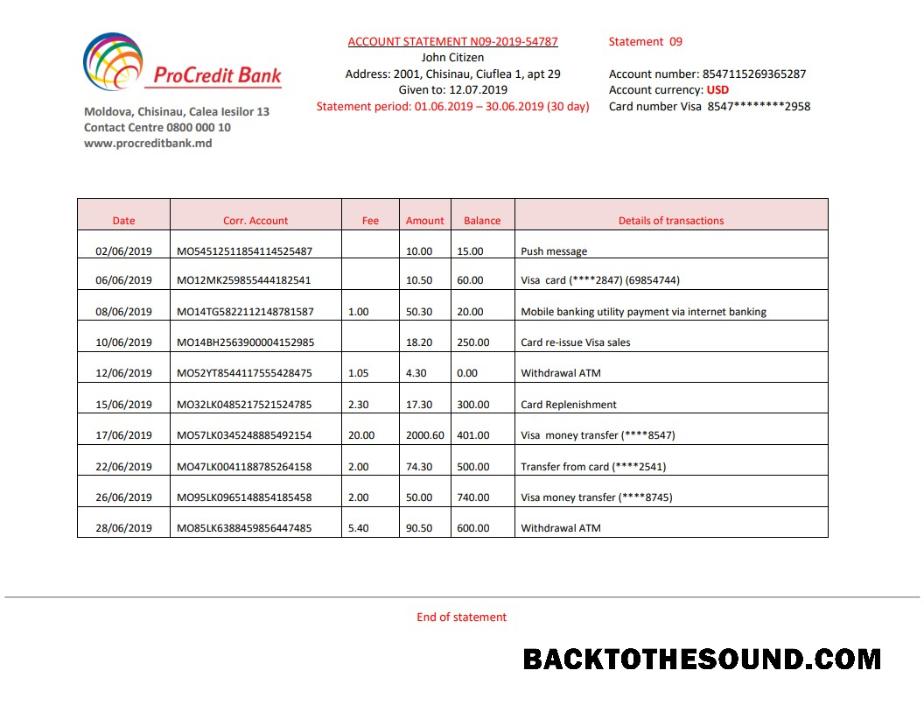 ProCredit Bank
Moldova, Chisinau, Calea Iesilor 13
Contact Centre 0800 000 10
www.procreditbank.md
ACCOUNT STATEMENT N09-2019-54787
John Citizen
Address: 2001, Chisinau, Ciuflea 1, apt 29
Given to: 12.07.2019
Statement period: 01.06.2019 – 30.06.2019 (30 day)
Statement 09
Account number: 8547115269365287
Account currency: USD
Card number Visa 8547********2958
Date Corr. Account Fee Amount Balance Details of transactions
02/06/2019 MO54512511854114525487 10.00 15.00 Push message
06/06/2019 MO12MK259855444182541 10.50 60.00 Visa card (****2847) (69854744)
08/06/2019 MO14TG5822112148781587 1.00 50.30 20.00 Mobile banking utility payment via internet banking
10/06/2019 MO14BH2563900004152985 18.20 250.00 Card re-issue Visa sales
12/06/2019 MO52YT8544117555428475 1.05 4.30 0.00 Withdrawal ATM
15/06/2019 MO32LK0485217521524785 2.30 17.30 300.00 Card Replenishment
17/06/2019 MO57LK0345248885492154 20.00 2000.60 401.00 Visa money transfer (****8547)
22/06/2019 MO47LK0041188785264158 2.00 74.30 500.00 Transfer from card (****2541)
26/06/2019 MO95LK0965148854185458 2.00 50.00 740.00 Visa money transfer (****8745)
28/06/2019 MO85LK6388459856447485 5.40 90.50 600.00 Withdrawal ATM
End of statement
BACKTOTHESOUND.COM